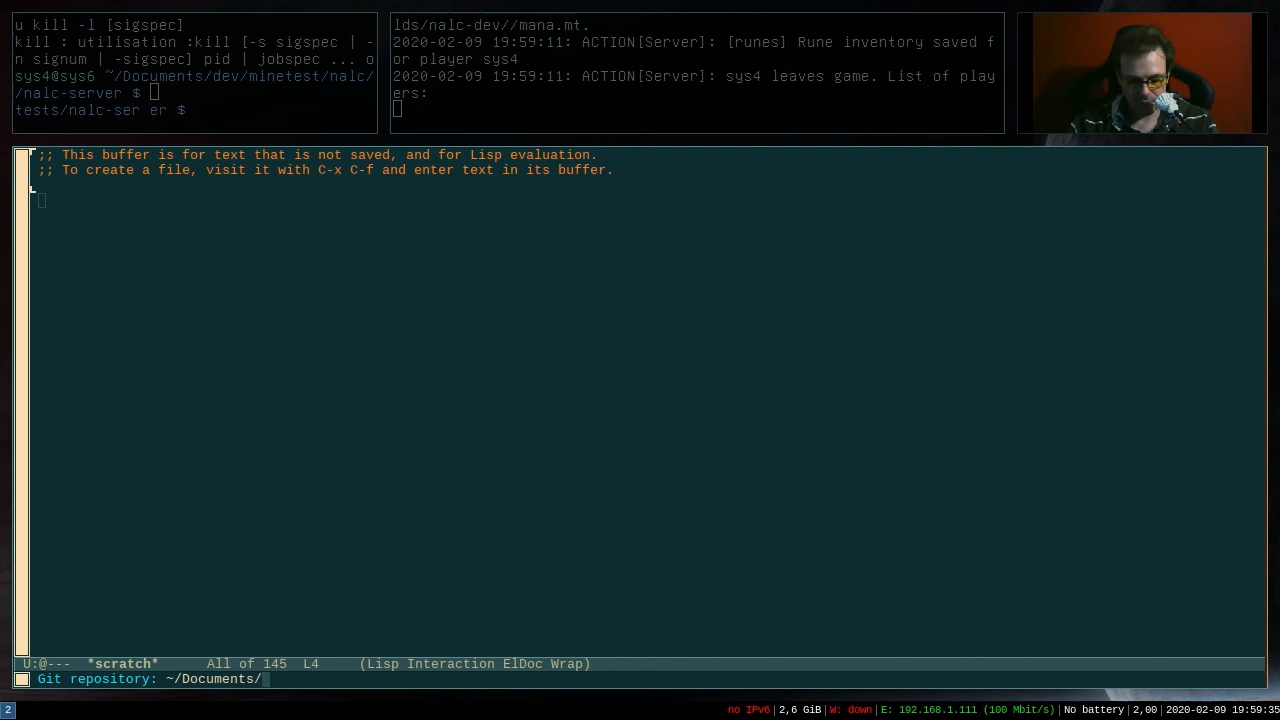 u kill -l [sigspec]
kill : utilisation :kill [-s sigspec | -
n signum | -sigspec] pid | jobspec ... o
sys4@sys6 ~/Documents/dev/minetest/nalc/
/nalc-server $
tests/nalc-ser er $
lds/nalc-dev//mana.mt.
2020-02-09 19:59:11: ACTION[Server]: [runes] Rune inventory saved f
or player sys4
2020-02-09 19:59:11: ACTION[Server]: sys4 leaves game. List of play
ers:
;; This buffer is for text that is not saved, and for Lisp evaluation.
;; To create a file, visit it with C-x C-f and enter text in its buffer.
U:@--- *scratch* All of 145 L4 (Lisp Interaction ElDoc Wrap)
Git repository: ~/Documents/
2 no IPv6|2,6 GiB|W: down|E: 192.168.1.111 (100 Mbit/s)|No battery|2,00|2020-02-09 19:59:35